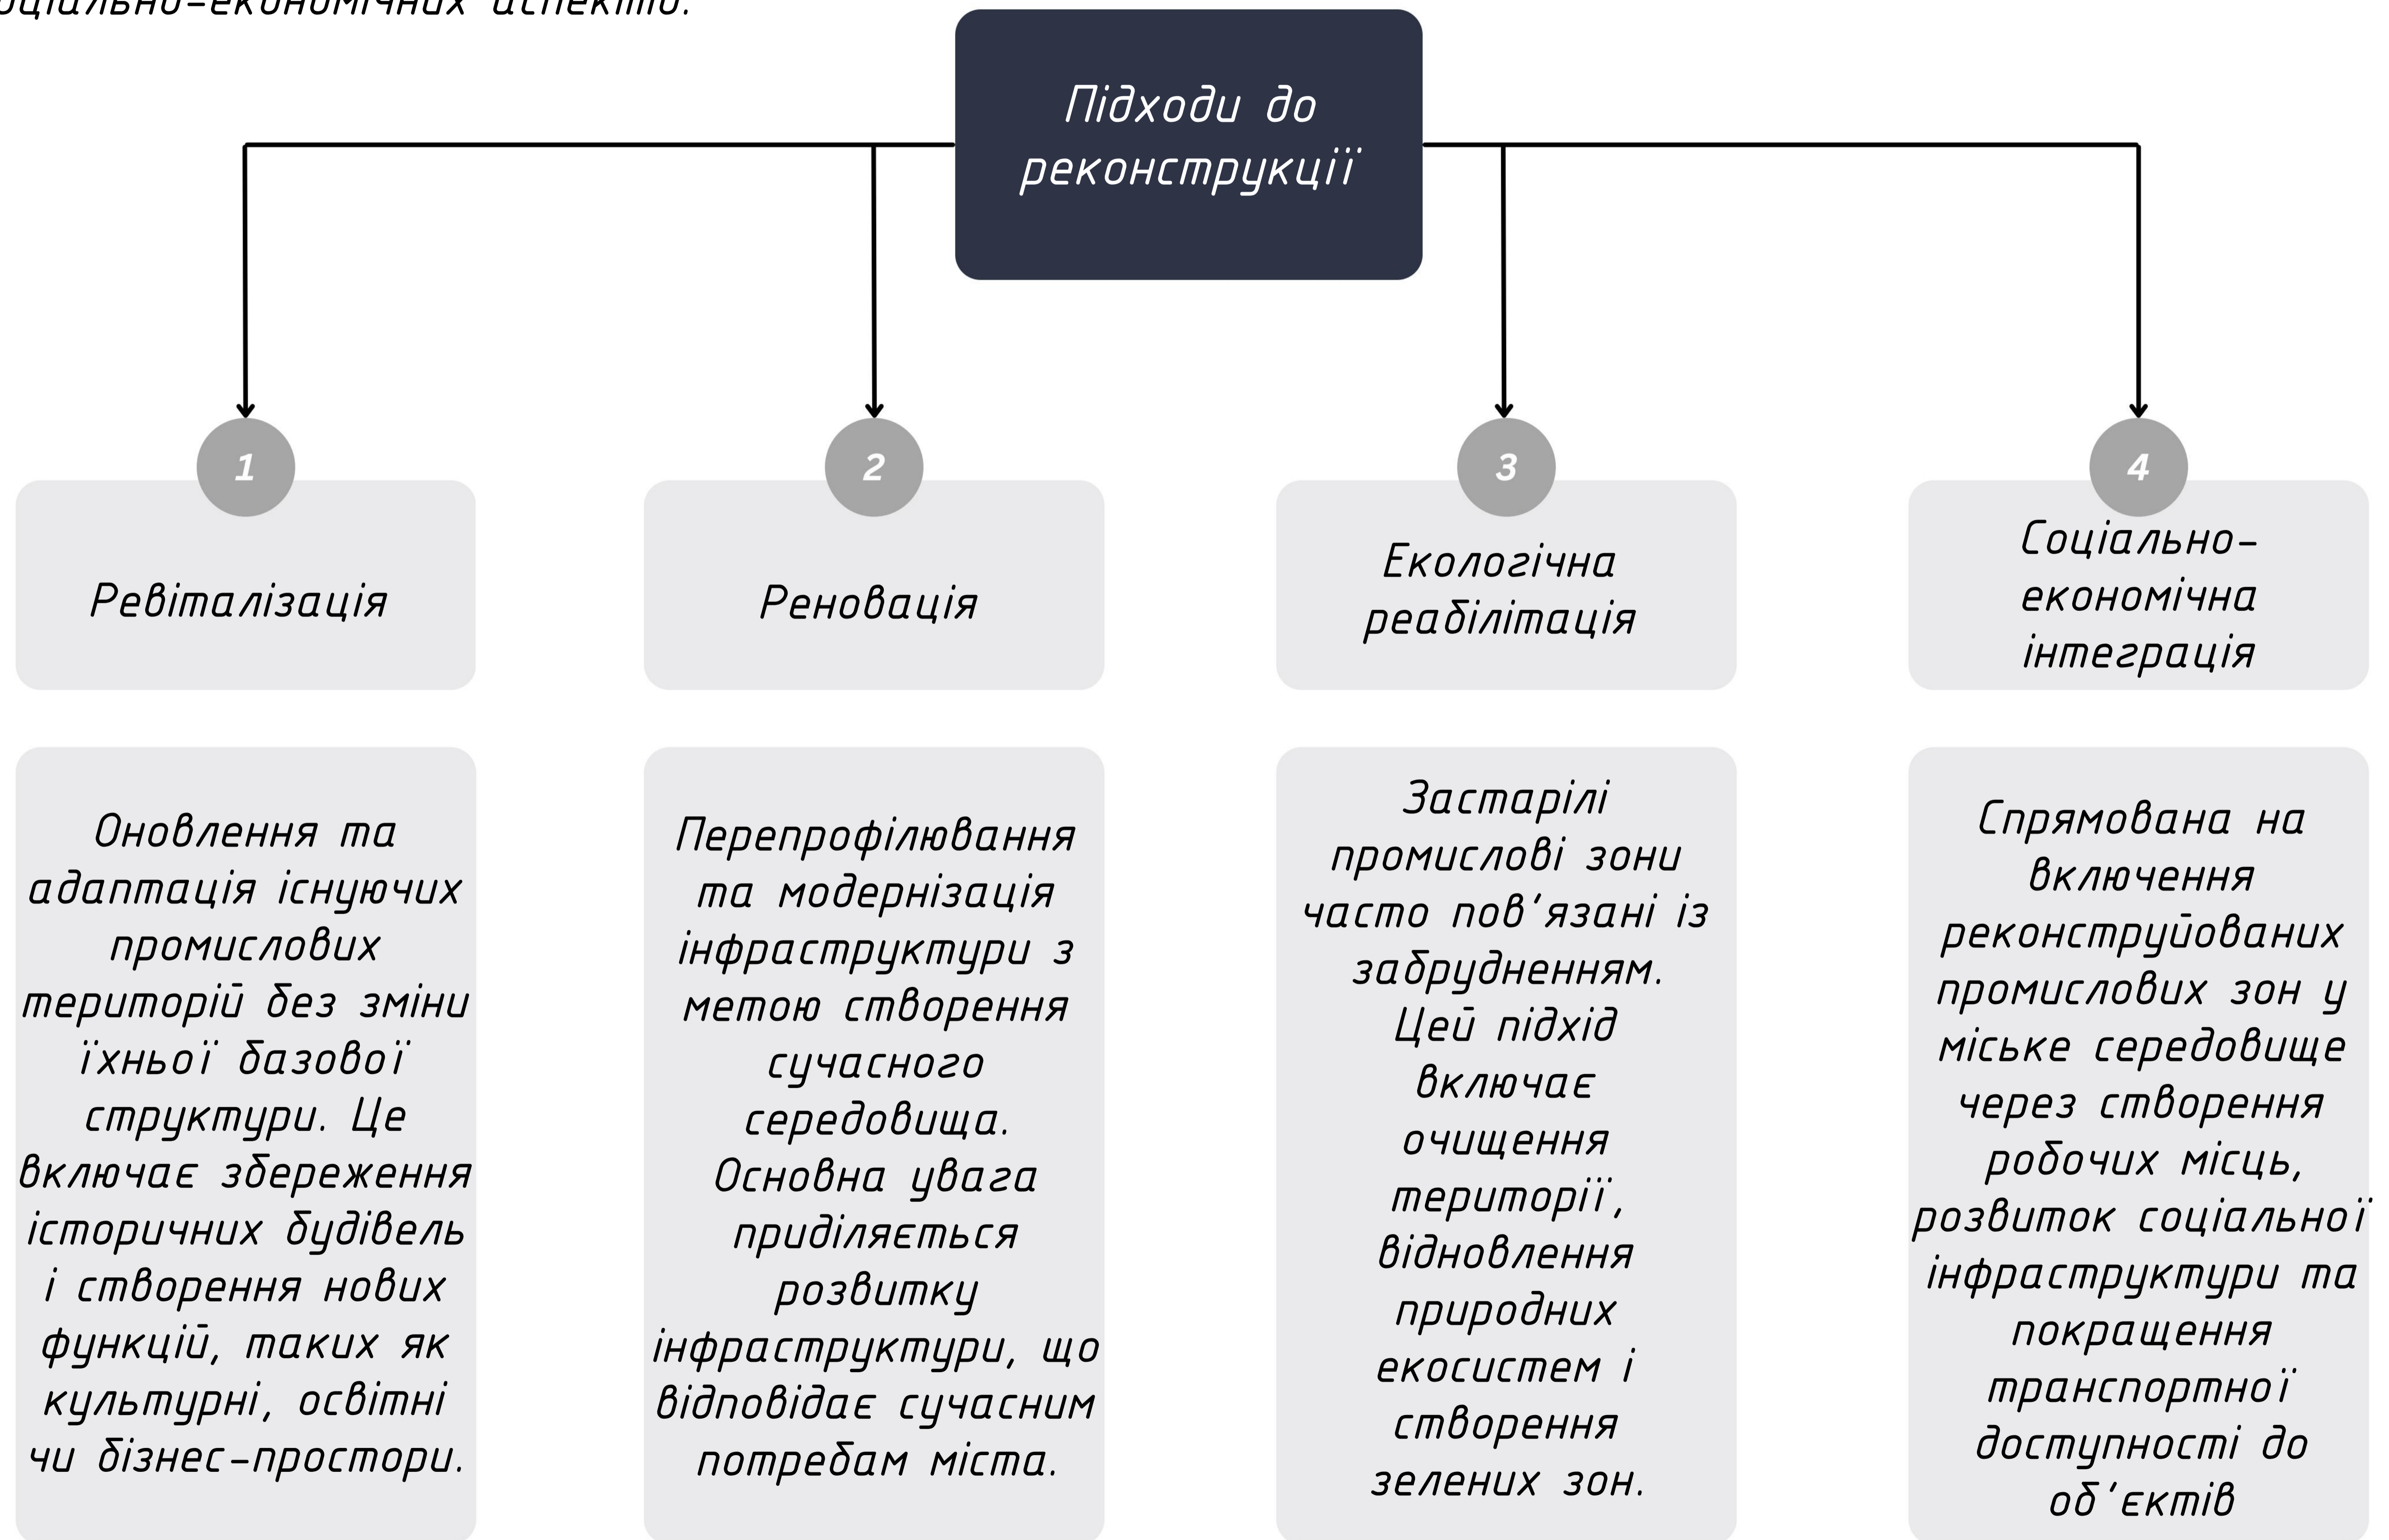 соціально-економічних аспектів.
Підходи до
реконструкції
1
Ревіталізація
Оновлення та
адаптація існуючих
промислових
територій без зміни
їхньої базової
структури. Це
включає збереження
історичних будівель
і створення нових
функцій, таких як
культурні, освітні
чи бізнес-простори.
2
Реновація
Перепрофілювання
та модернізація
інфраструктури з
метою створення
сучасного
середовища.
Основна увага
приділяється
розвитку
інфраструктури, що
відповідає сучасним
потребам міста.
3
Екологічна
реабілітація
Застарілі
промислові зони
часто пов'язані із
забрудненням.
Цей підхід
включає
очищення
території,
відновлення
природних
екосистем і
створення
зелених зон.
4
Соціально-
економічна
інтеграція
Спрямована на
включення
реконструйованих
промислових зон у
міське середовище
через створення
робочих місць,
розвиток соціальної
інфраструктури та
покращення
транспортної
доступності до
об'єктів